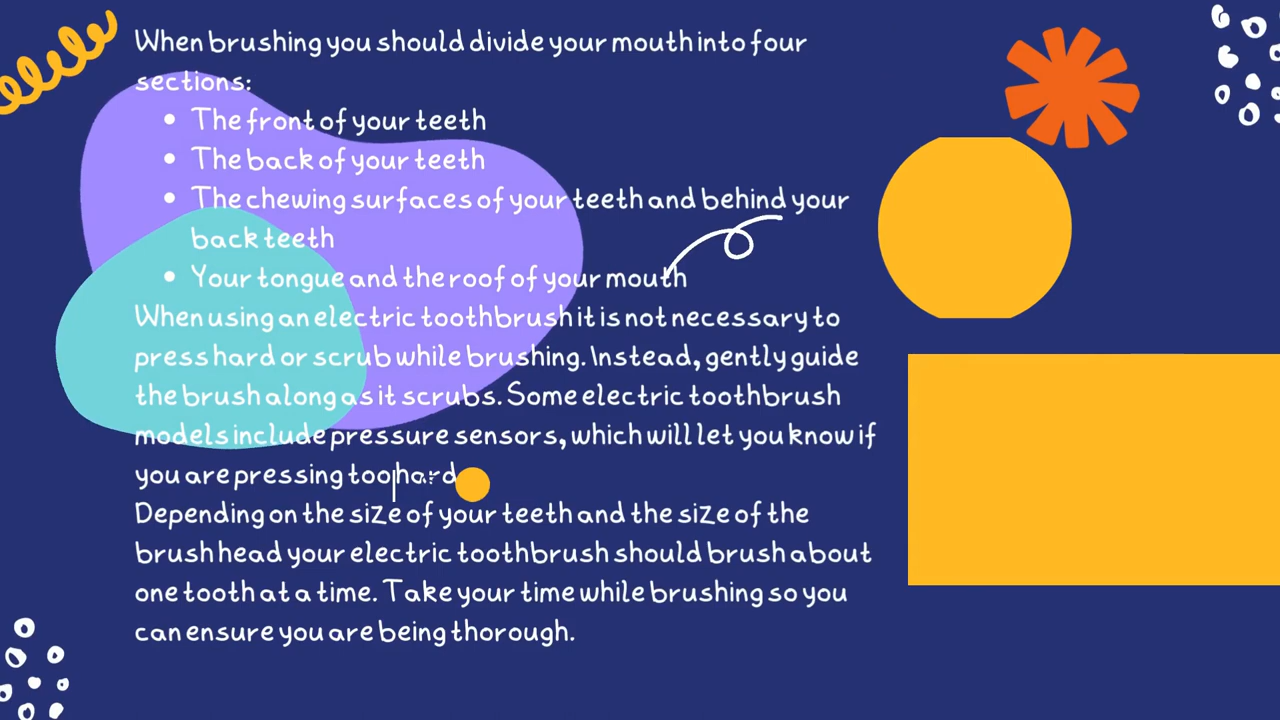 When brushing you should divide your mouth into four
sections:
• The front of your teeth
• The back of your teeth
• The chewing surfaces of your teeth and behind your
back teeth
• Your tongue and the roof of your mouth
When using an electric toothbrush it is not necessary to
press hard or scrub while brushing. Instead, gently guide
the brush along as it scrubs. Some electric toothbrush
models include pressure sensors, which will let you know if
you are pressing too hard
Depending on the size of your teeth and the size of the
brush head your electric toothbrush should brush about
one tooth at a time. Take your time while brushing so you
can ensure you are being thorough.